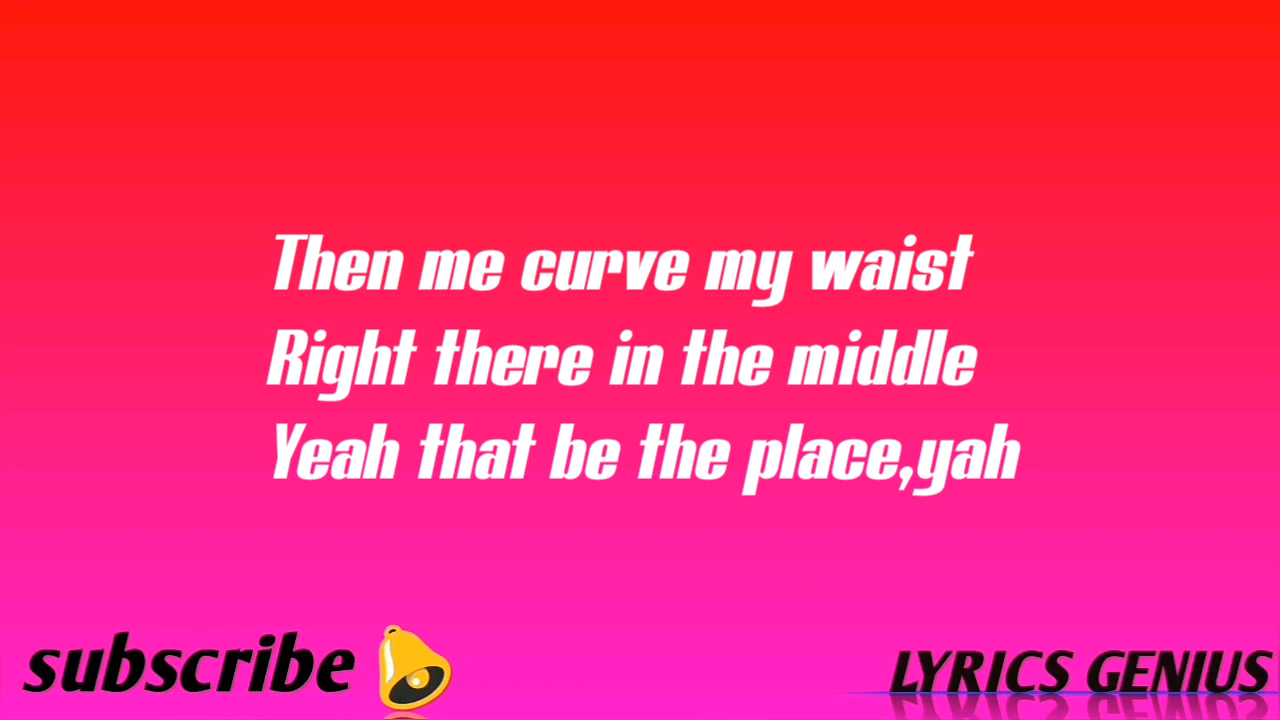 Then me curve my waist
Right there in the middle
Yeah that be the place,yah
subscribe
LYRICS GENIUS